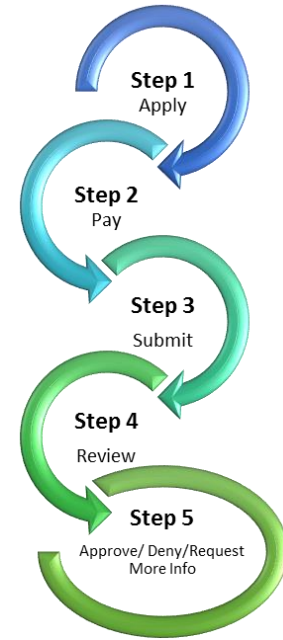 Step 1
Apply
Step 2
Pay
Step 3
Submit
Step 4
Review
Step 5
Approve/ Deny/Request
More Info